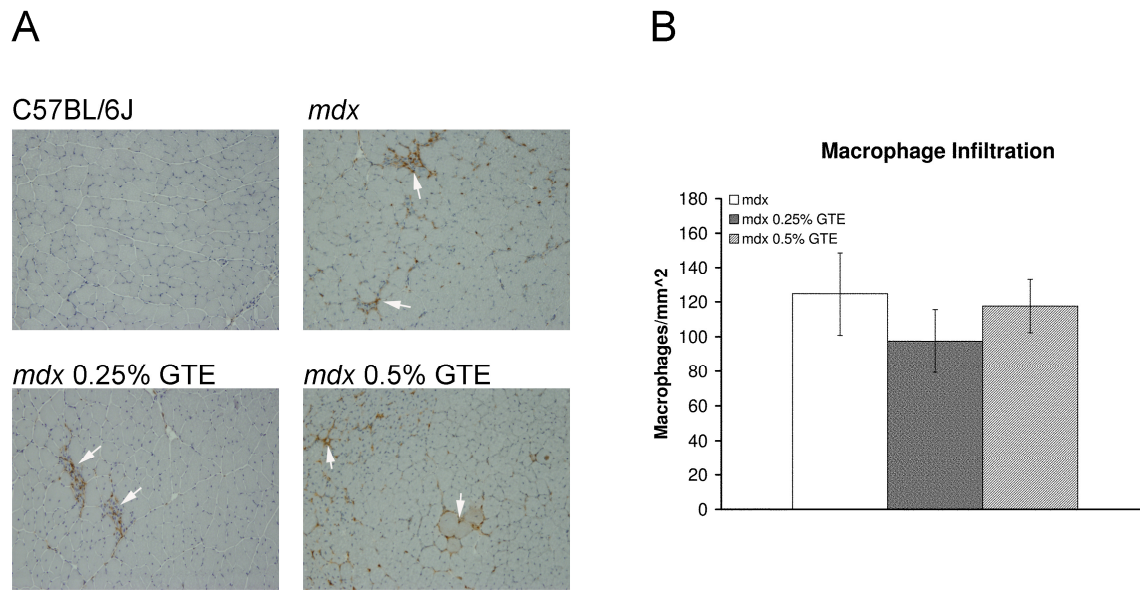 A
C57BL/6J
mdx
mdx 0.25% GTE
mdx 0.5% GTE
B
Macrophage Infiltration
Macrophages/mm^2
180
160
140
120
100
80
60
40
20
0
mdx
mdx 0.25% GTE
mdx 0.5% GTE